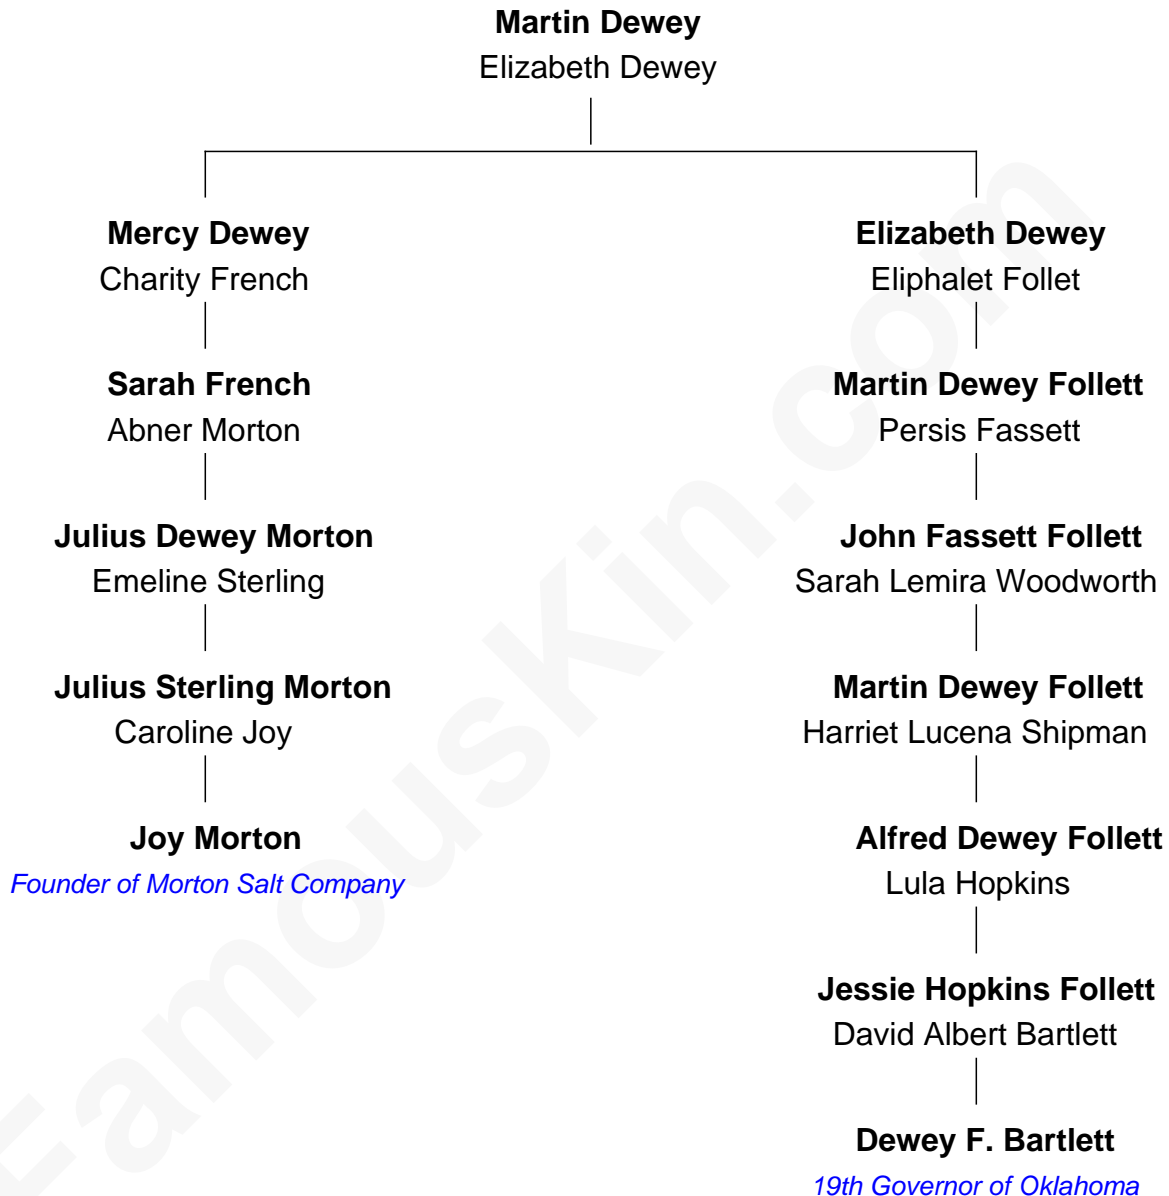 Martin Dewey
Elizabeth Dewey
Mercy Dewey
Charity French
Elizabeth Dewey
Eliphalet Follet
Sarah French
Abner Morton
Martin Dewey Follett
Persis Fassett
Julius Dewey Morton
Emeline Sterling
John Fassett Follett
Sarah Lemira Woodworth
Julius Sterling Morton
Caroline Joy
Martin Dewey Follett
Harriet Lucena Shipman
Joy Morton
Founder of Morton Salt Company
Alfred Dewey Follett
Lula Hopkins
Jessie Hopkins Follett
David Albert Bartlett
Dewey F. Bartlett
19th Governor of Oklahoma
FamousKin.com